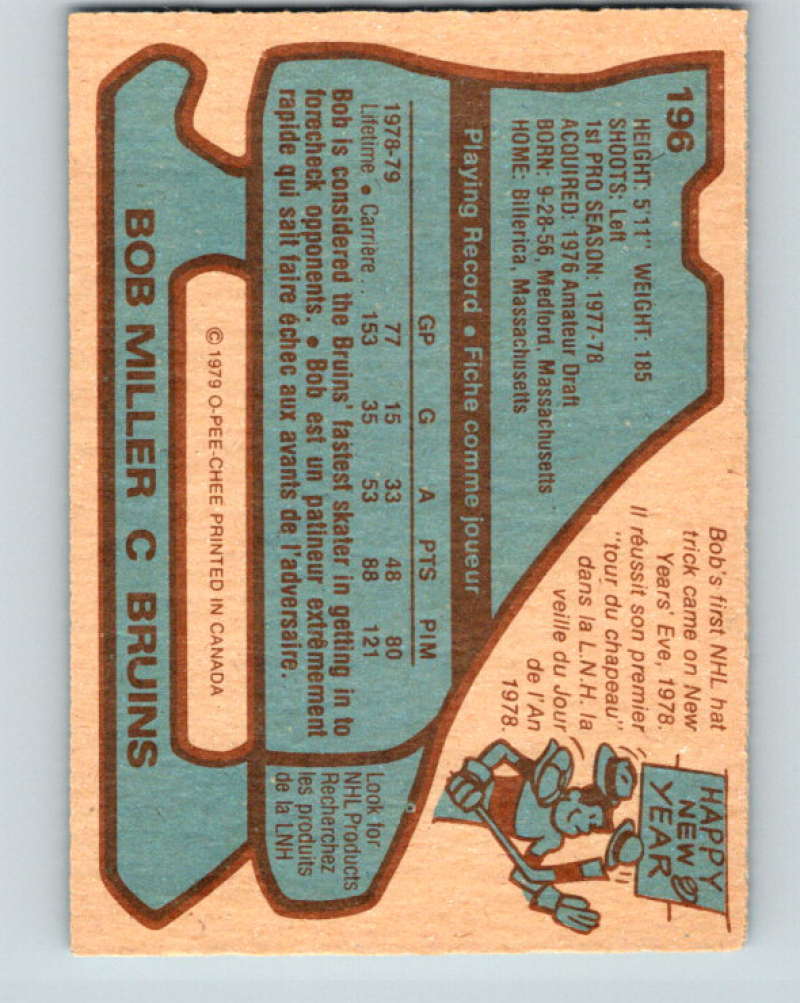 196
HEIGHT: 5'11" WEIGHT: 185
SHOOTS: Left
1st PRO SEASON: 1977-78
ACQUIRED: 1976 Amateur Draft
BORN: 9-28-56, Medford, Massachusetts
HOME: Billerica, Massachusetts
Bob's first NHL hat
trick came on New
Years' Eve, 1978.
Il réussit son premier
"tour du chapeau"
dans la L.N.H. la
veille du Jour
de l'An
1978.
HAPPY
NEW
YEAR
Playing Record • Fiche comme joueur
GP G A PTS PIM
1978-79 77 15 33 48 80
Lifetime • Carrière... 153 35 53 88 121
Bob is considered the Bruins' fastest skater in getting in to
forecheck opponents. • Bob est un patineur extrêmement
rapide qui sait faire échec aux avants de l'adversaire.
Look for
NHL Products
Recherchez
les produits
de la LNH
© 1979 O-PEE-CHEE PRINTED IN CANADA
BOB MILLER C BRUINS